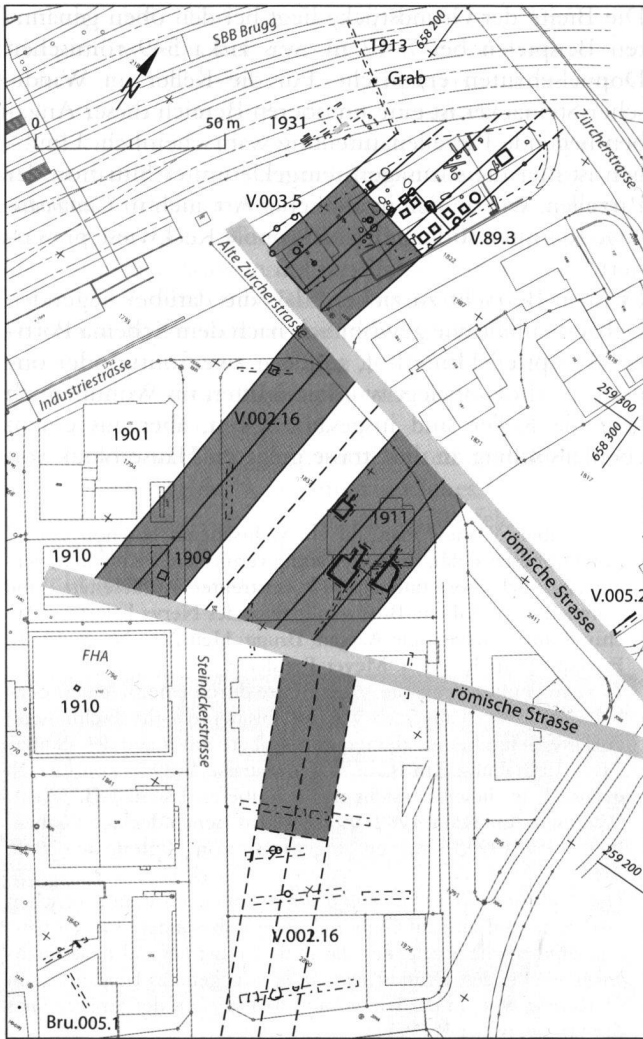 SBB Brugg
1913
658 200
Grab
N
0
50 m
1931
Zürcherstrasse
V.003.5
V.89.3
Alte Zürcherstrasse
Industriestrasse
V.002.16
259 300
658 300
1901
1911
1910
1909
römische Strasse
V.005.2
FHA
1910
Steinackerstrasse
römische Strasse
259 200
V.002.16
Bru.005.1